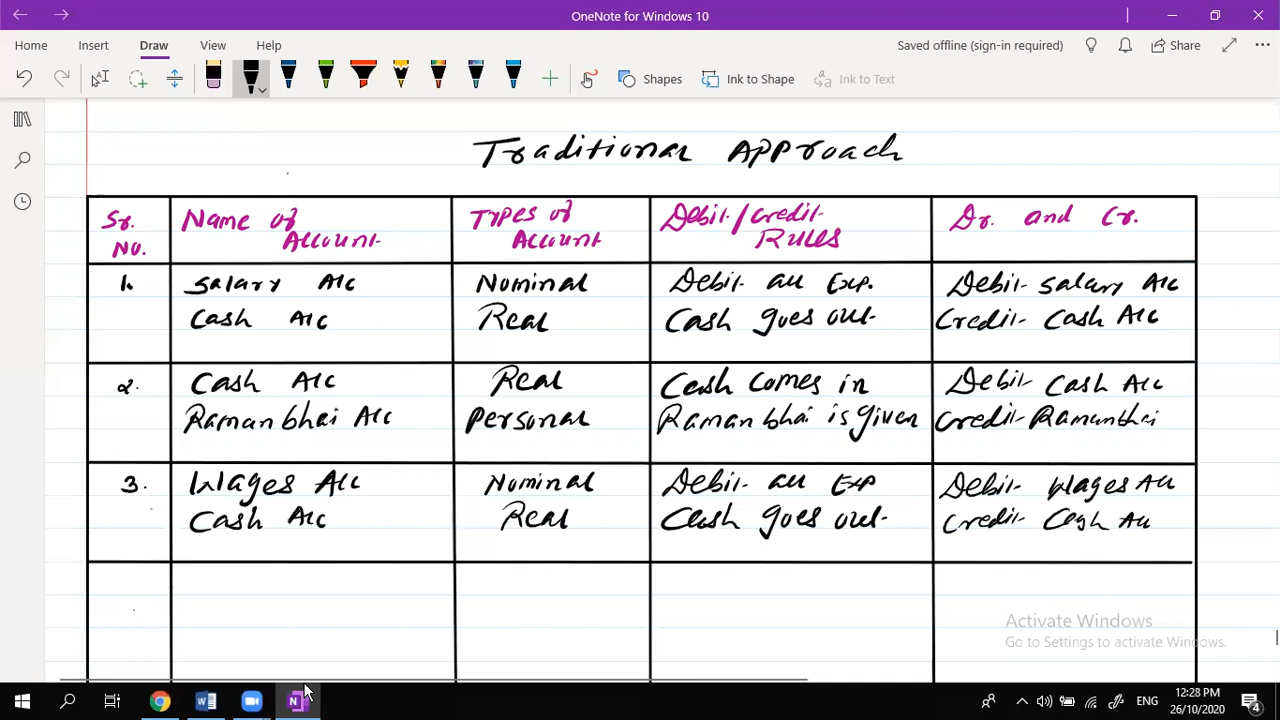 OneNote for Windows 10
Home Insert Draw View Help
Saved offline (sign-in required) Share
Shapes Ink to Shape Ink to Text
Traditional Approach
Sr. No.
Name of Account
Types of Account
Debit/Credit RULES
Dr. and Cr.
1. Salary A/c Nominal Debit all Exp. Debit Salary A/c
Cash A/c Real Cash goes out Credit Cash A/c
2. Cash A/c Real Cash comes in Debit Cash A/c
Ramanbhai A/c Personal Ramanbhai is given Credit Ramanbhai
3. Wages A/c Nominal Debit all Exp Debit Wages A/c
Cash A/c Real Cash goes out Credit Cash A/c
Activate Windows
Go to Settings to activate Windows.
N
ENG
12:28 PM
26/10/2020
4